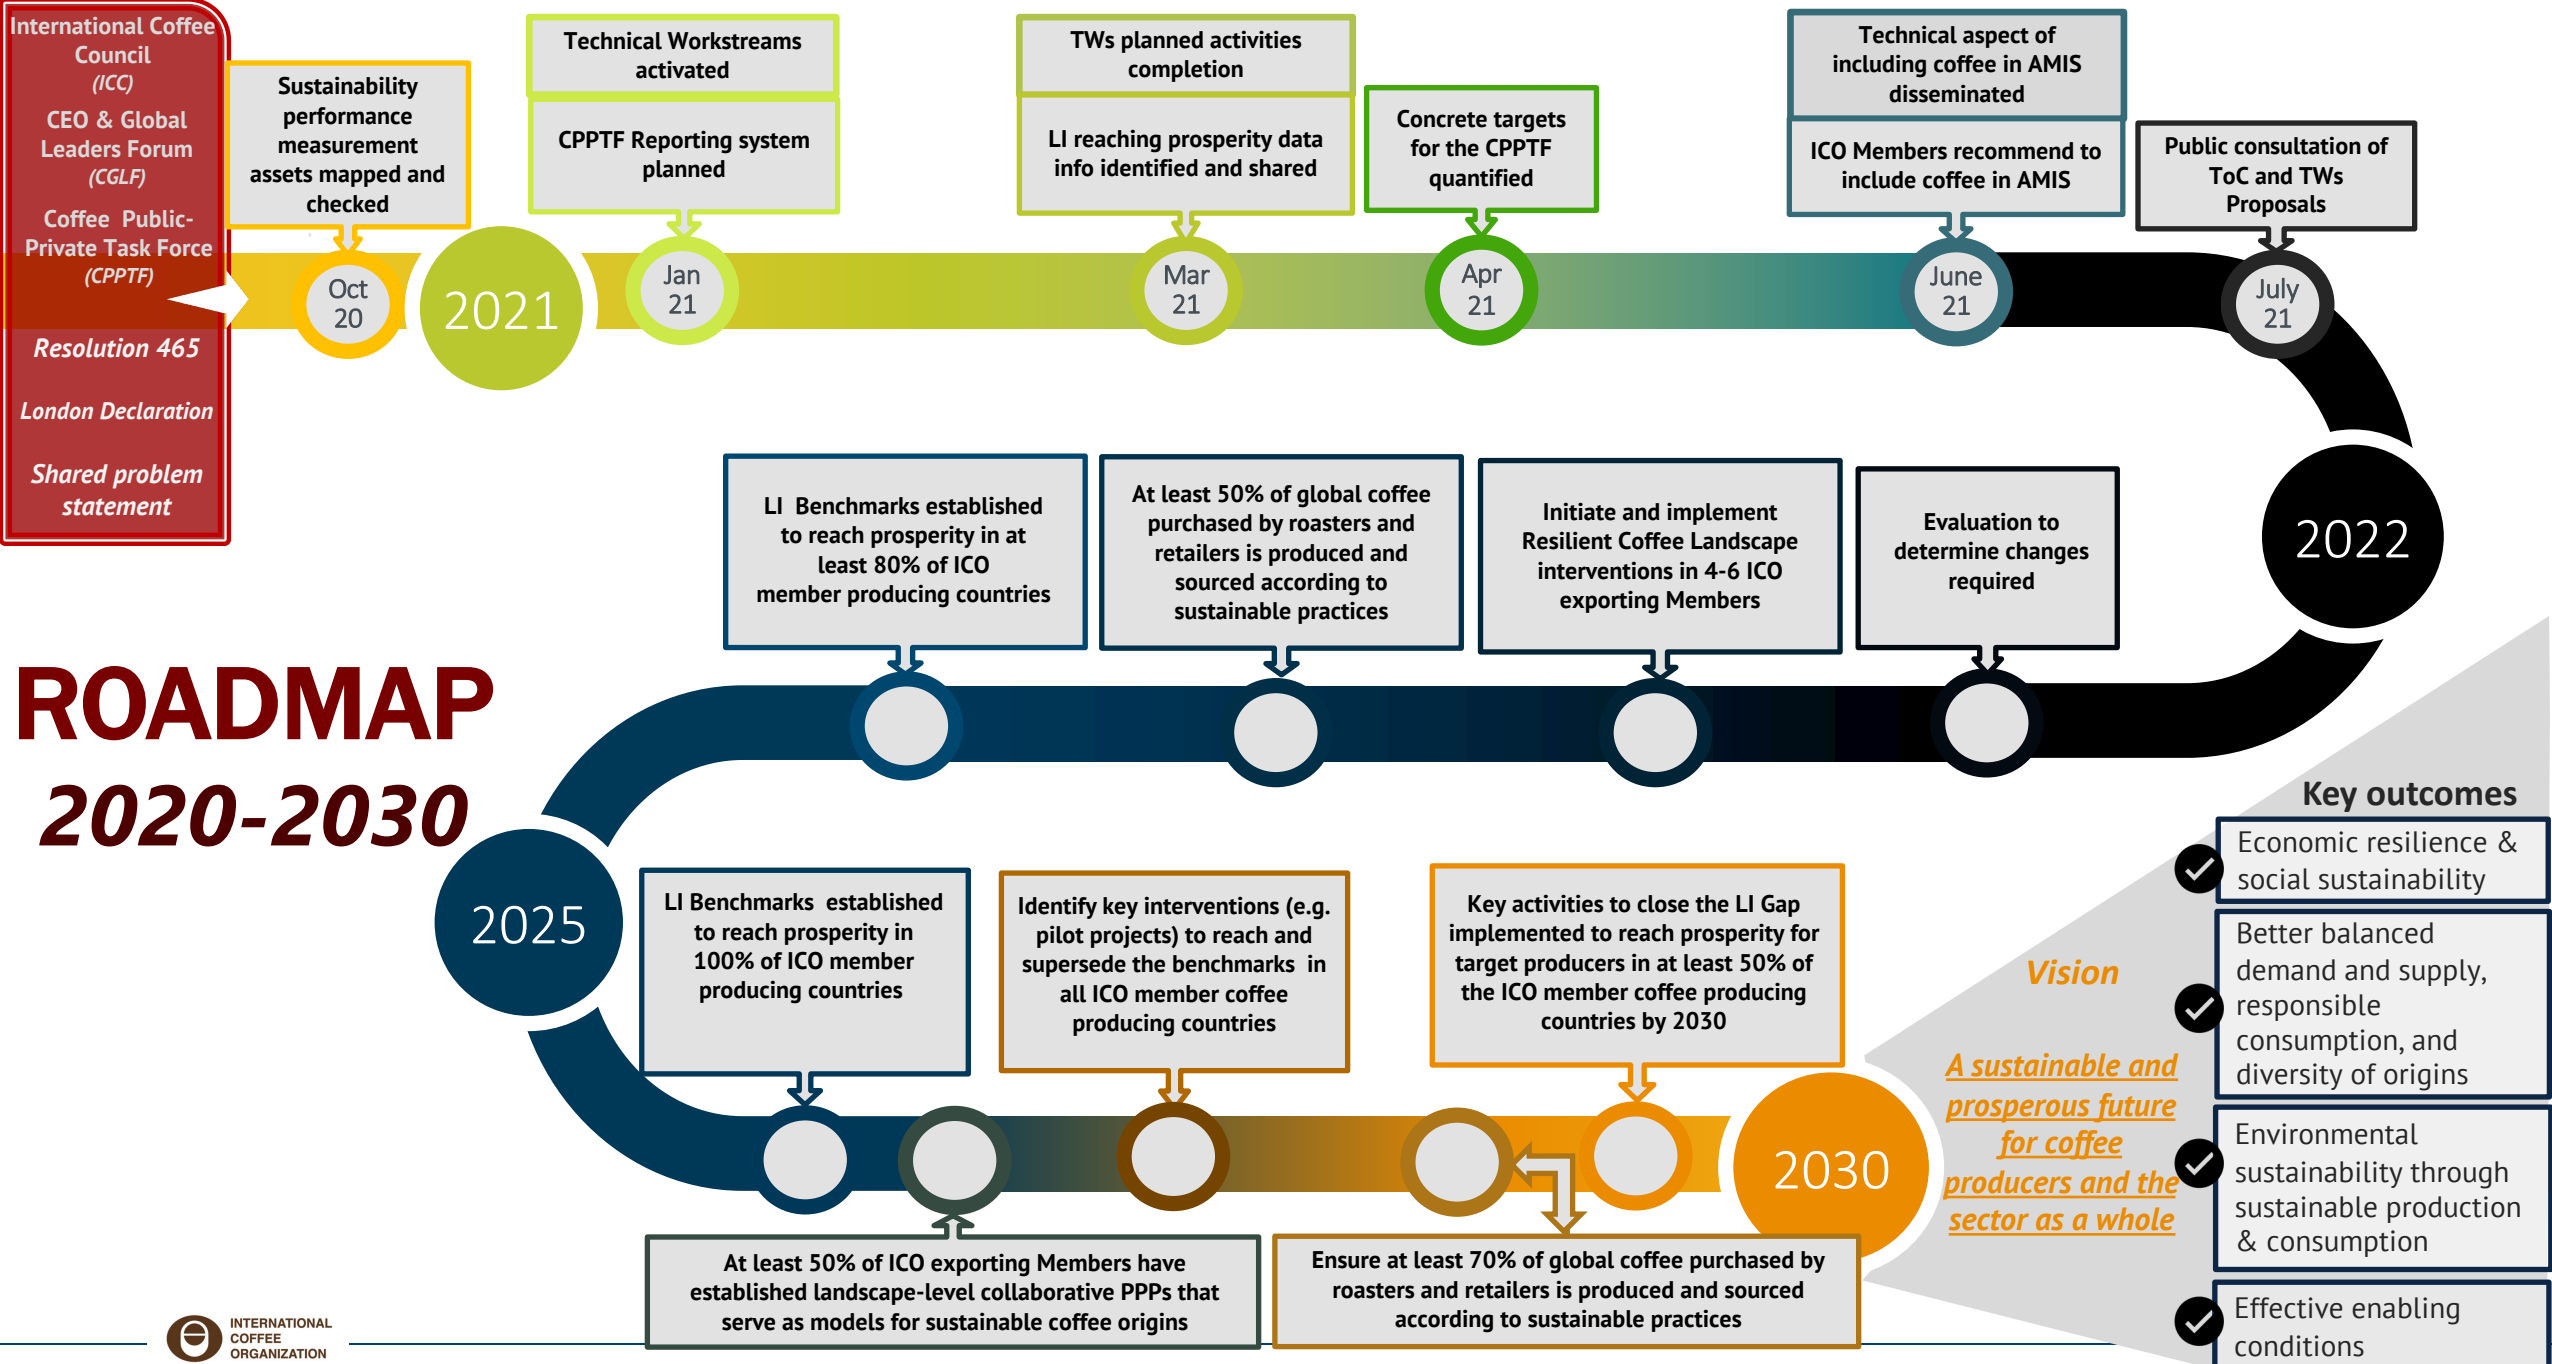 International Coffee
Council
(ICC)
CEO & Global
Leaders Forum
(CGLF)
Coffee Public-
Private Task Force
(CPPTF)
Resolution 465
London Declaration
Shared problem
statement
Sustainability
performance
measurement
assets mapped and
checked
Oct
20
2021
Technical Workstreams
activated
CPPTF Reporting system
planned
Jan
21
TWs planned activities
completion
LI reaching prosperity data
info identified and shared
Mar
21
Concrete targets
for the CPPTF
quantified
Apr
21
Technical aspect of
including coffee in AMIS
disseminated
ICO Members recommend to
include coffee in AMIS
June
21
Public consultation of
ToC and TWs
Proposals
July
21
2022
Evaluation to
determine changes
required
Initiate and implement
Resilient Coffee Landscape
interventions in 4-6 ICO
exporting Members
At least 50% of global coffee
purchased by roasters and
retailers is produced and
sourced according to
sustainable practices
LI Benchmarks established
to reach prosperity in at
least 80% of ICO
member producing countries
ROADMAP
2020-2030
2025
LI Benchmarks established
to reach prosperity in
100% of ICO member
producing countries
At least 50% of ICO exporting Members have
established landscape-level collaborative PPPs that
serve as models for sustainable coffee origins
Identify key interventions (e.g.
pilot projects) to reach and
supersede the benchmarks in
all ICO member coffee
producing countries
Ensure at least 70% of global coffee purchased by
roasters and retailers is produced and sourced
according to sustainable practices
Key activities to close the LI Gap
implemented to reach prosperity for
target producers in at least 50% of
the ICO member coffee producing
countries by 2030
2030
Vision
A sustainable and
prosperous future
for coffee
producers and the
sector as a whole
Key outcomes
Economic resilience &
social sustainability
Better balanced
demand and supply,
responsible
consumption, and
diversity of origins
Environmental
sustainability through
sustainable production
& consumption
Effective enabling
conditions
INTERNATIONAL
COFFEE
ORGANIZATION